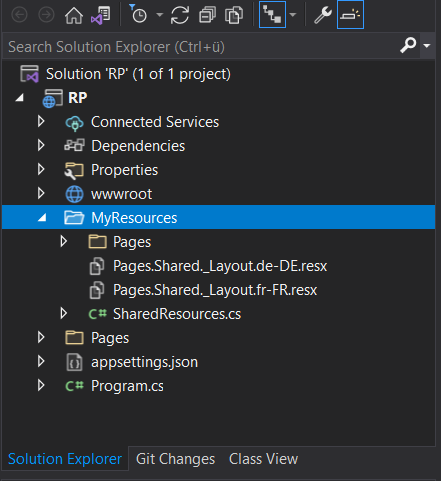 Search Solution Explorer (Ctrl+ü)
Solution 'RP' (1 of 1 project)
RP
Connected Services
Dependencies
Properties
wwwroot
MyResources
Pages
Pages.Shared._Layout.de-DE.resx
Pages.Shared._Layout.fr-FR.resx
C# SharedResources.cs
Pages
appsettings.json
C# Program.cs
Solution Explorer Git Changes Class View